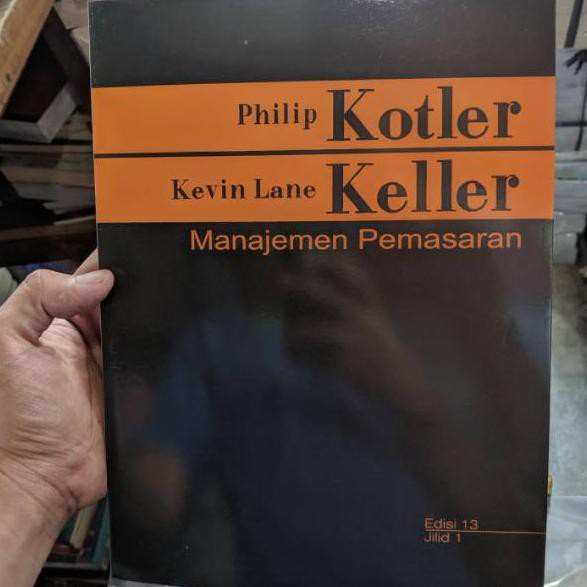 Philip Kotler
Kevin Lane Keller
Manajemen Pemasaran
Edisi 13
Jilid 1